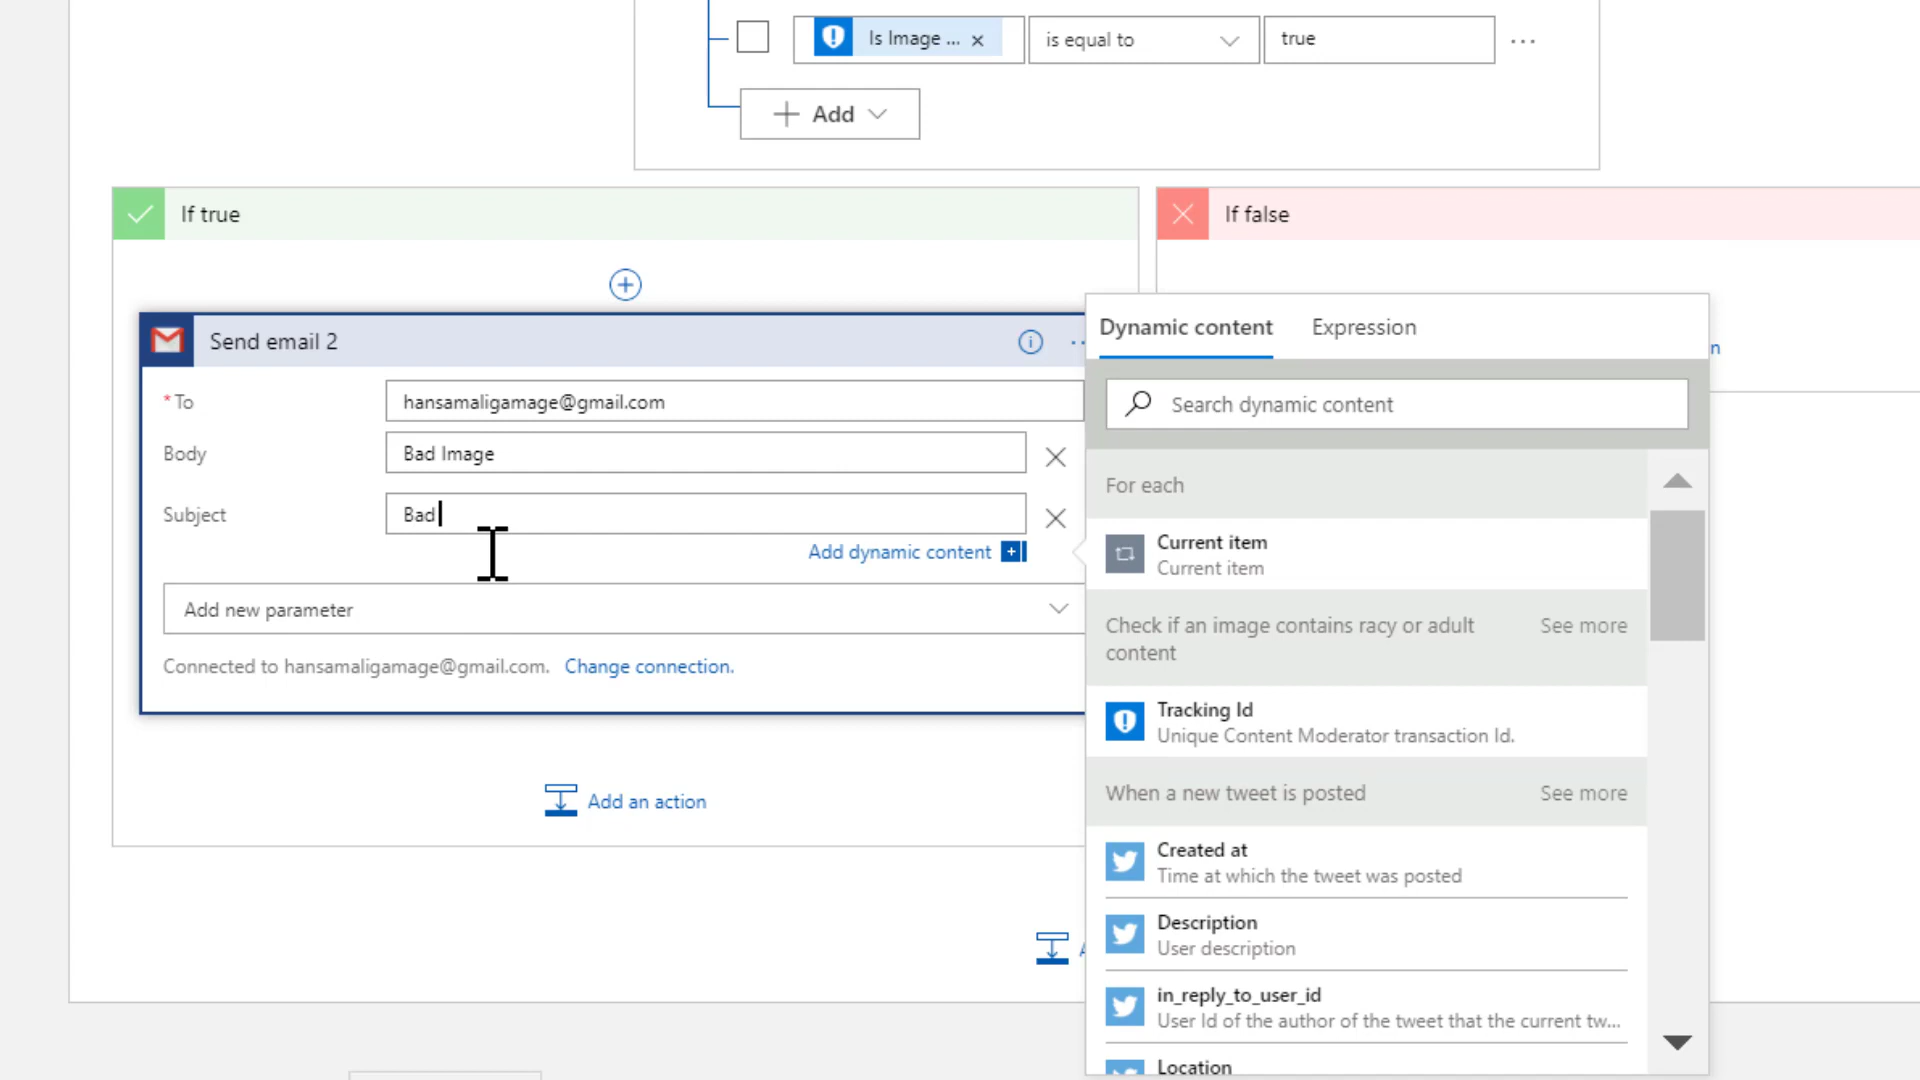 Is Image ...
is equal to
true
...
Add
If true
If false
Send email 2
* To
hansamaligamage@gmail.com
Body
Bad Image
Subject
Bad
Add dynamic content
Add new parameter
Connected to hansamaligamage@gmail.com. Change connection.
Add an action
Dynamic content
Expression
Search dynamic content
For each
Current item
Current item
Check if an image contains racy or adult content
See more
Tracking Id
Unique Content Moderator transaction Id.
When a new tweet is posted
See more
Created at
Time at which the tweet was posted
Description
User description
in_reply_to_user_id
User Id of the author of the tweet that the current tw...
Location